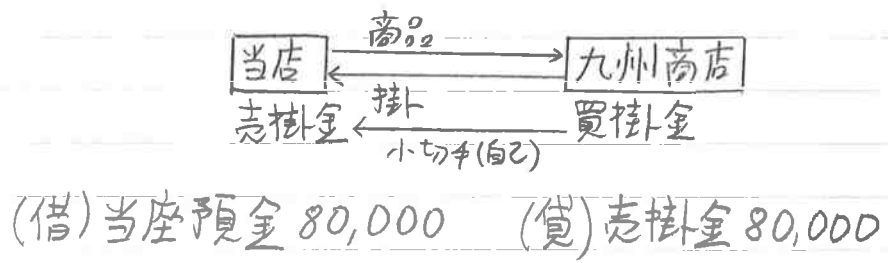 商品
当店 九州商店
掛
売掛金 買掛金
小切手(自己)
(借)当座預金 80,000 (貸)売掛金 80,000